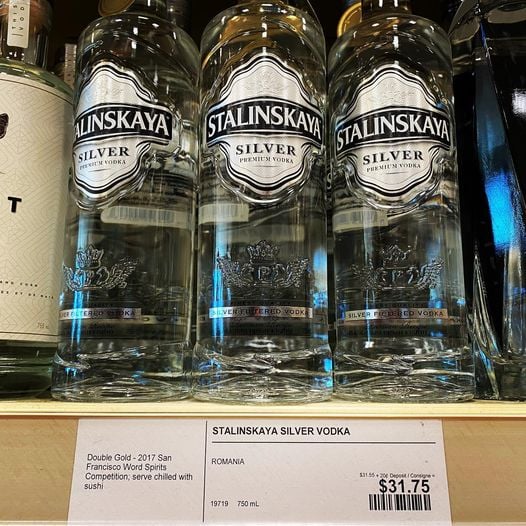 STALINSKAYA
SILVER
PREMIUM VODKA
SILVER FILTERED VODKA
STALINSKAYA
SILVER
PREMIUM VODKA
P
SILVER FILTERED VODKA
STALINSKAYA
SILVER
PREMIUM VODKA
SILVER FILTERED VODKA
T
750
Double Gold - 2017 San
Francisco Word Spirits
Competition; serve chilled with
sushi
STALINSKAYA SILVER VODKA
ROMANIA
$31.55 + 20¢ Deposit / Consigne =
$31.75
19719 750 mL